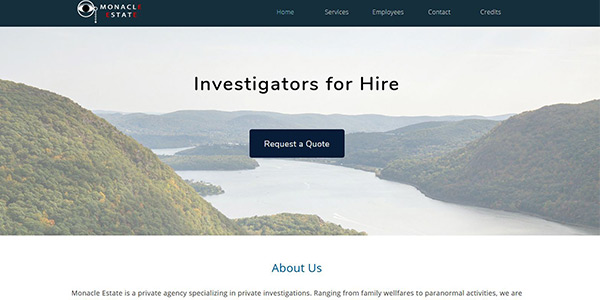 MONACLE
ESTATE
Home Services Employees Contact Credits
Investigators for Hire
Request a Quote
About Us
Monacle Estate is a private agency specializing in private investigations. Ranging from family wellfares to paranormal activities, we are